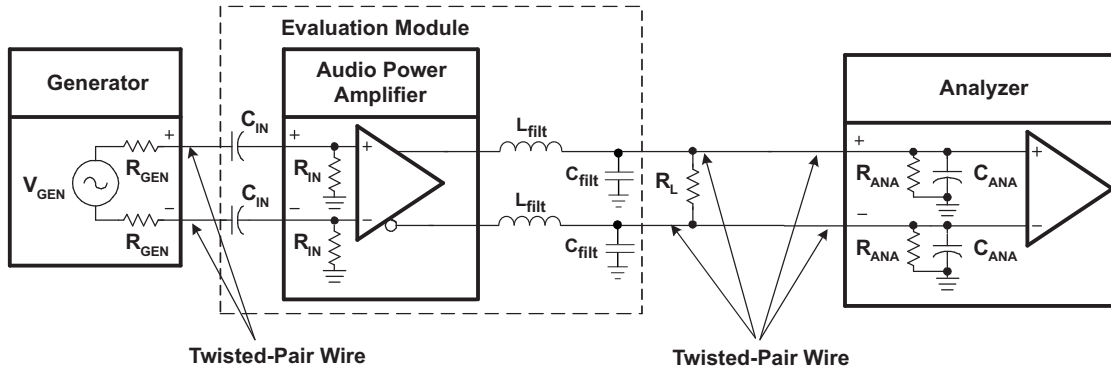 Evaluation Module
Generator
Audio Power
Amplifier
Analyzer
C_IN
L_filt
+
+
+
+
+
R_GEN
R_IN
C_filt
R_L
R_ANA
C_ANA
V_GEN
C_IN
L_filt
−
−
−
−
−
R_GEN
R_IN
C_filt
R_ANA
C_ANA
Twisted-Pair Wire
Twisted-Pair Wire